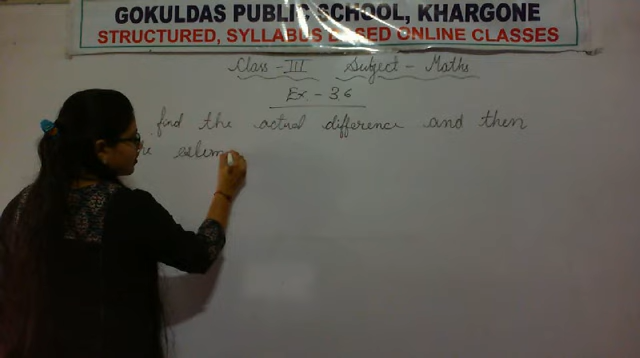 GOKULDAS PUBLIC SCHOOL, KHARGONE
STRUCTURED, SYLLABUS BASED ONLINE CLASSES
Class - III Subject - Maths
Ex - 3.6
find the actual difference and then
estim